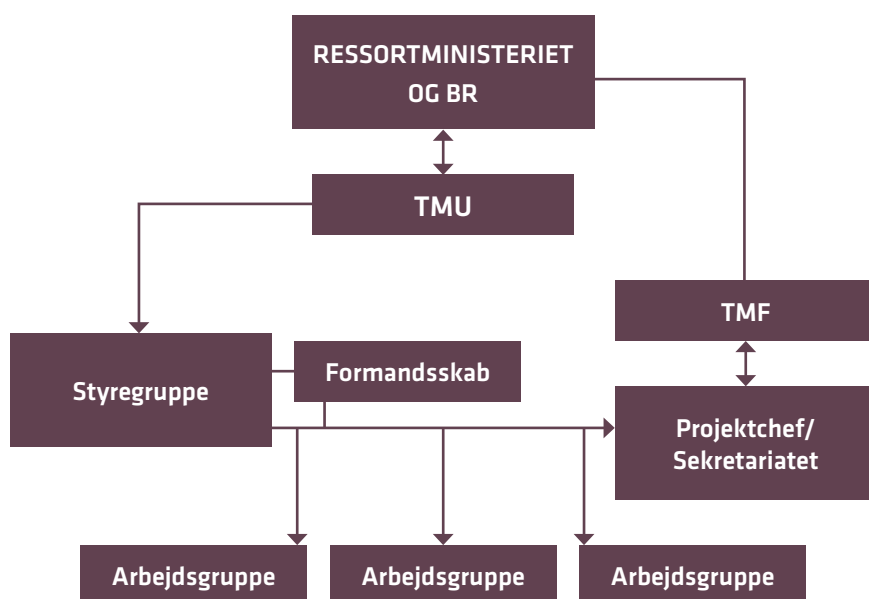 RESSORTMINISTERIET
OG BR
TMU
TMF
Styregruppe
Formandsskab
Projektchef/
Sekretariatet
Arbejdsgruppe
Arbejdsgruppe
Arbejdsgruppe